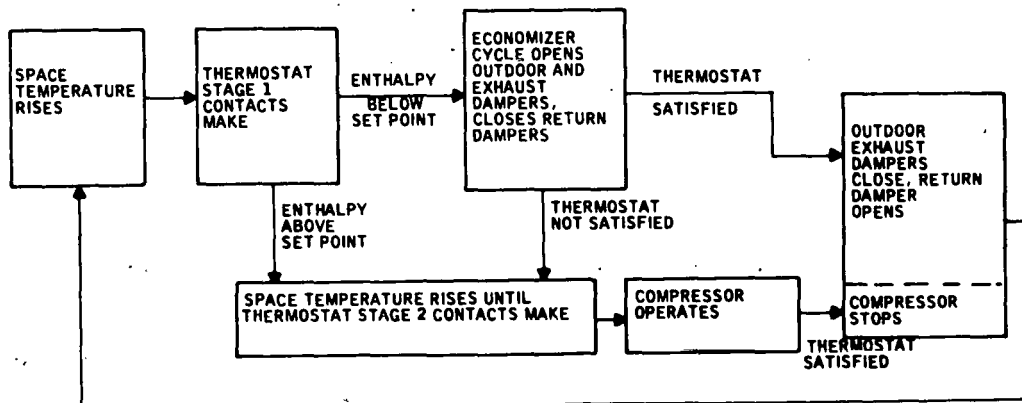 SPACE
TEMPERATURE
RISES
THERMOSTAT
STAGE 1
CONTACTS
MAKE
ENTHALPY
BELOW
SET POINT
ECONOMIZER
CYCLE OPENS
OUTDOOR AND
EXHAUST
DAMPERS,
CLOSES RETURN
DAMPERS
THERMOSTAT
SATISFIED
OUTDOOR
EXHAUST
DAMPERS
CLOSE, RETURN
DAMPER
OPENS
ENTHALPY
ABOVE
SET POINT
THERMOSTAT
NOT SATISFIED
SPACE TEMPERATURE RISES UNTIL
THERMOSTAT STAGE 2 CONTACTS MAKE
COMPRESSOR
OPERATES
THERMOSTAT
SATISFIED
COMPRESSOR
STOPS